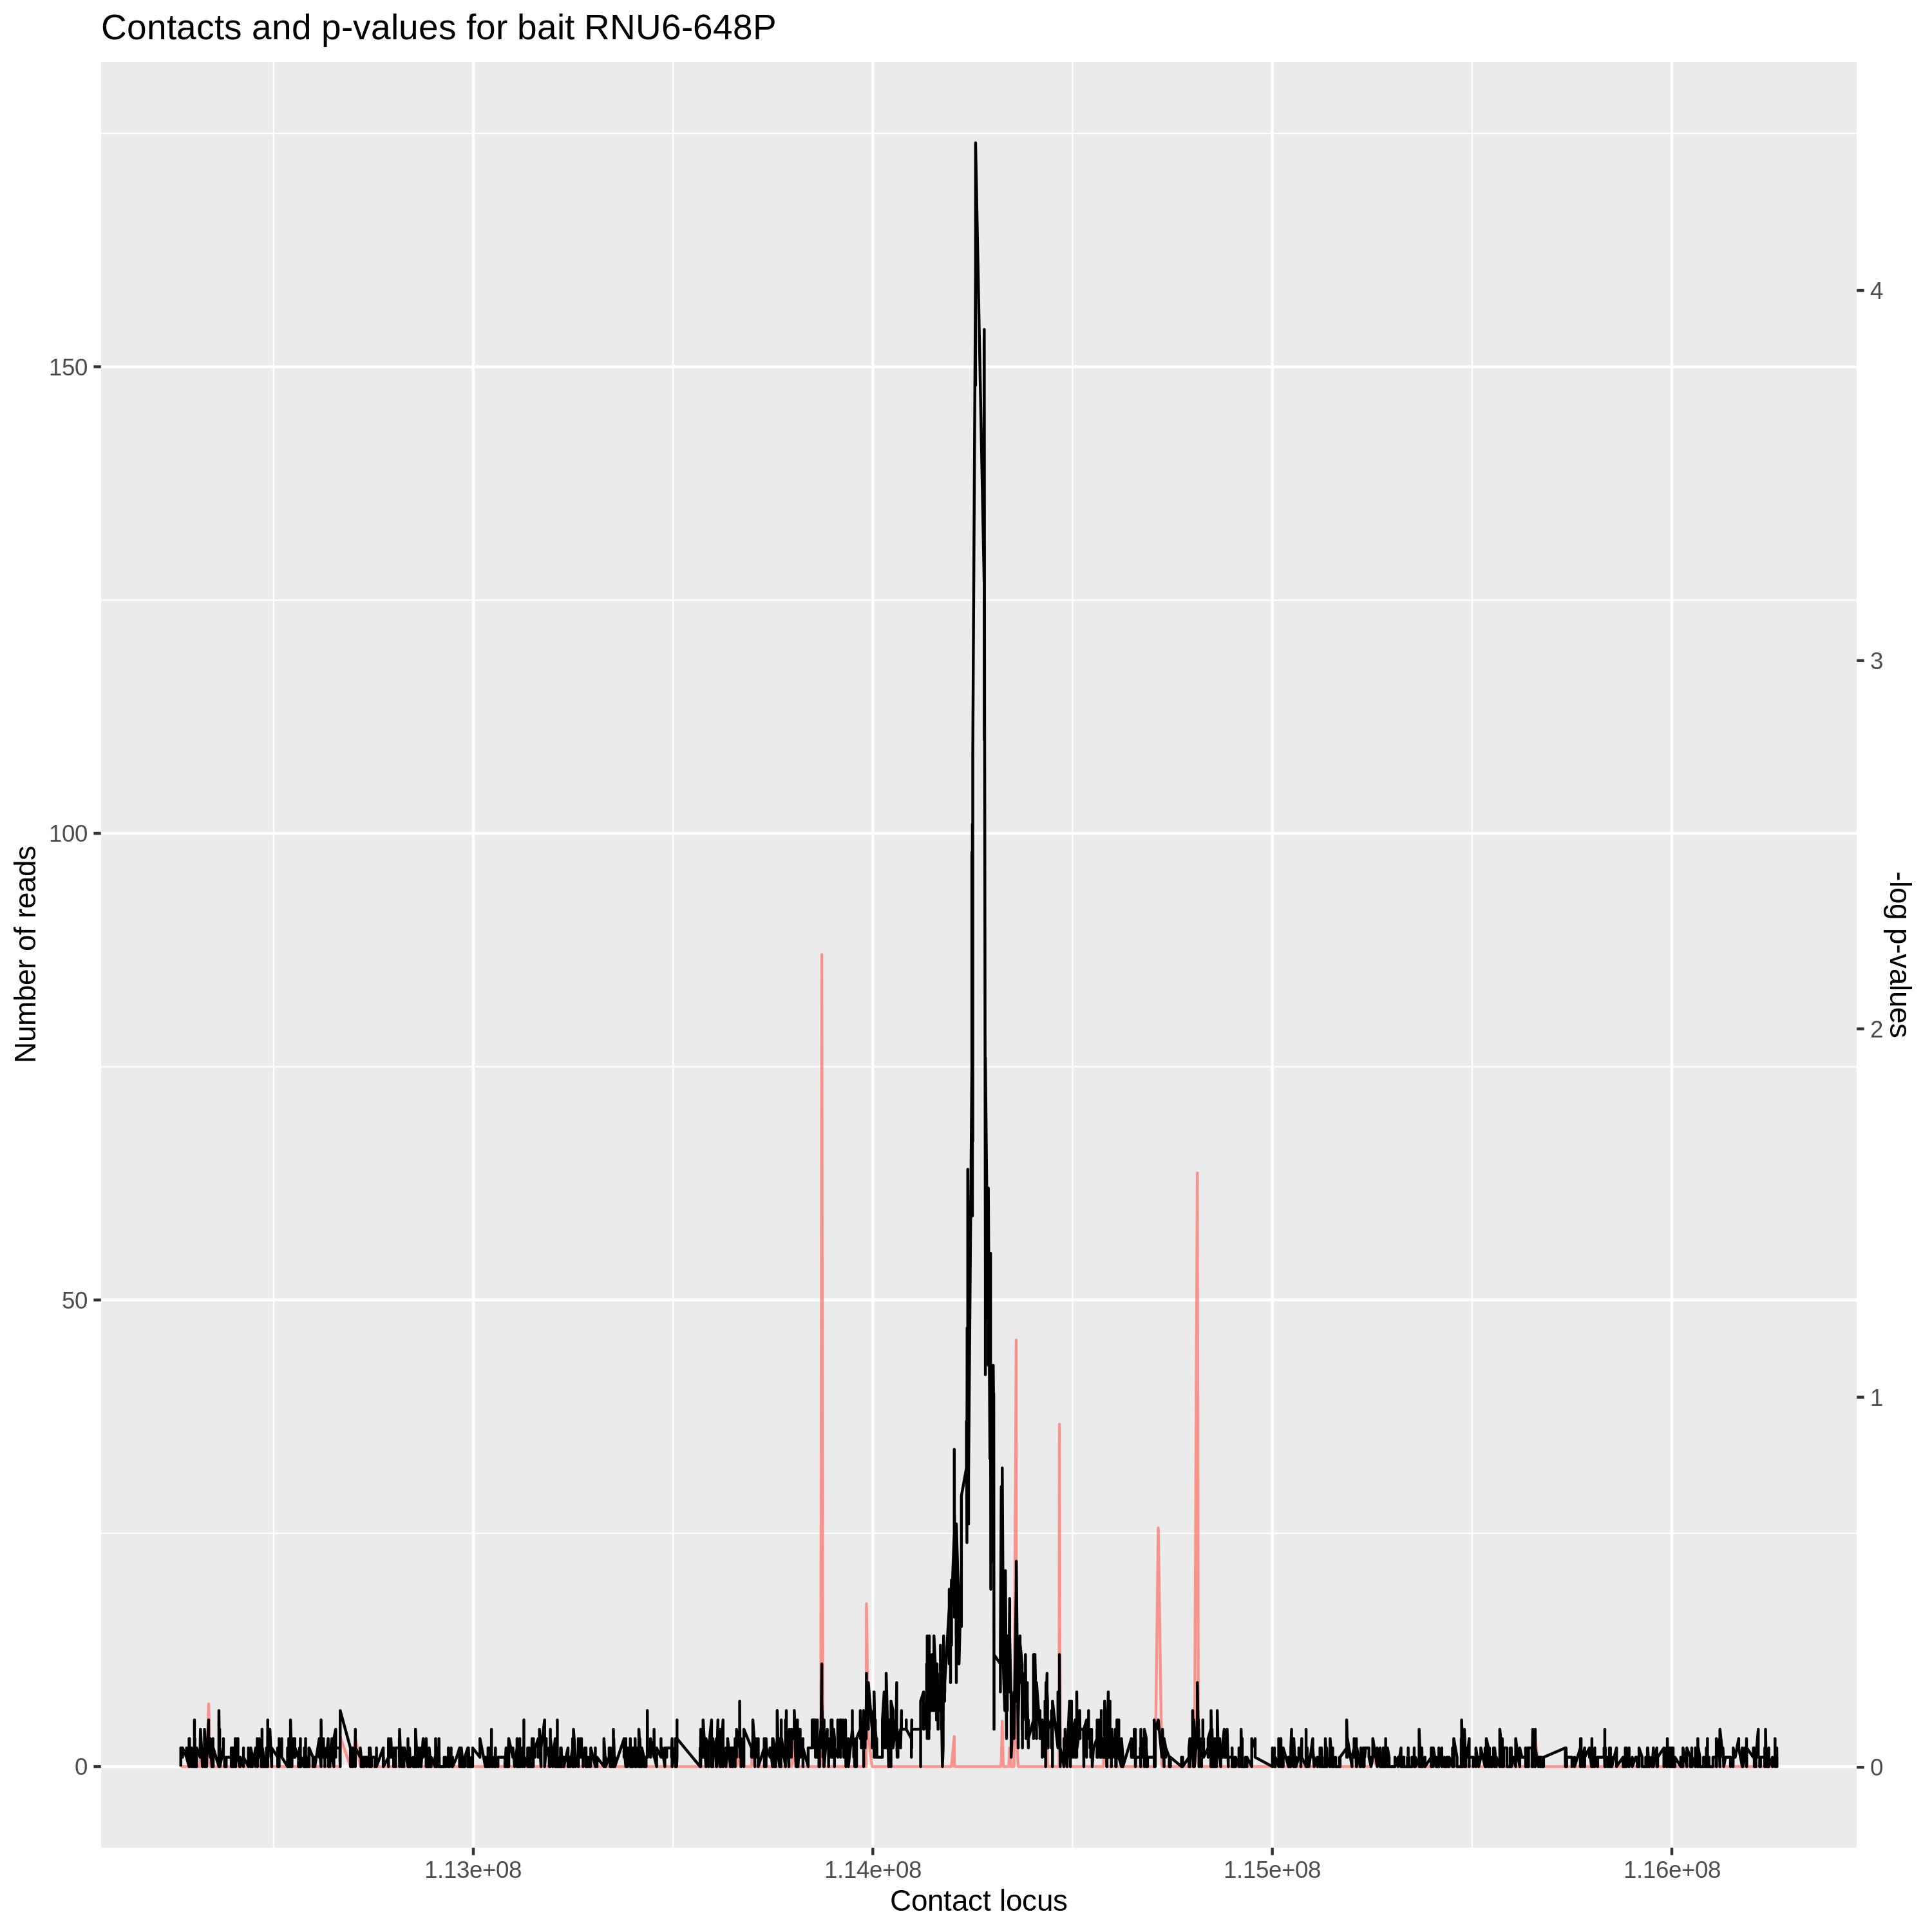 Contacts and p-values for bait RNU6-648P
Number of reads
150
100
50
0
4
3
2
1
0
-log p-values
1.13e+08
1.14e+08
1.15e+08
1.16e+08
Contact locus